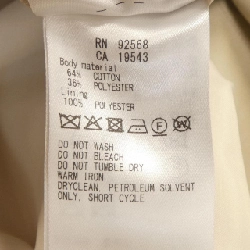 RN 92568
CA 19543
Body material
64% COTTON
36% POLYESTER
Lining
100% POLYESTER
DO NOT WASH
DO NOT BLEACH
DO NOT TUMBLE DRY
WARM IRON
DRYCLEAN, PETROLEUM SOLVENT
ONLY, SHORT CYCLE